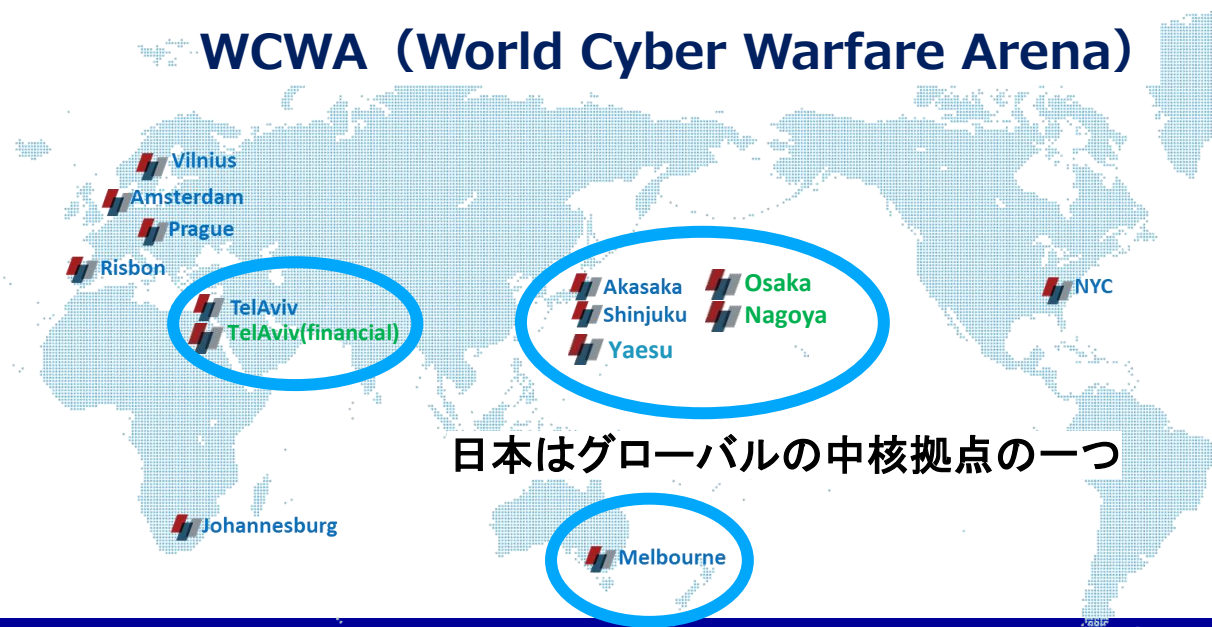 WCWA（World Cyber Warfare Arena）
Vilnius
Amsterdam
Prague
Risbon
TelAviv
TelAviv(financial)
Akasaka
Osaka
Shinjuku
Nagoya
Yaesu
NYC
日本はグローバルの中核拠点の一つ
Johannesburg
Melbourne